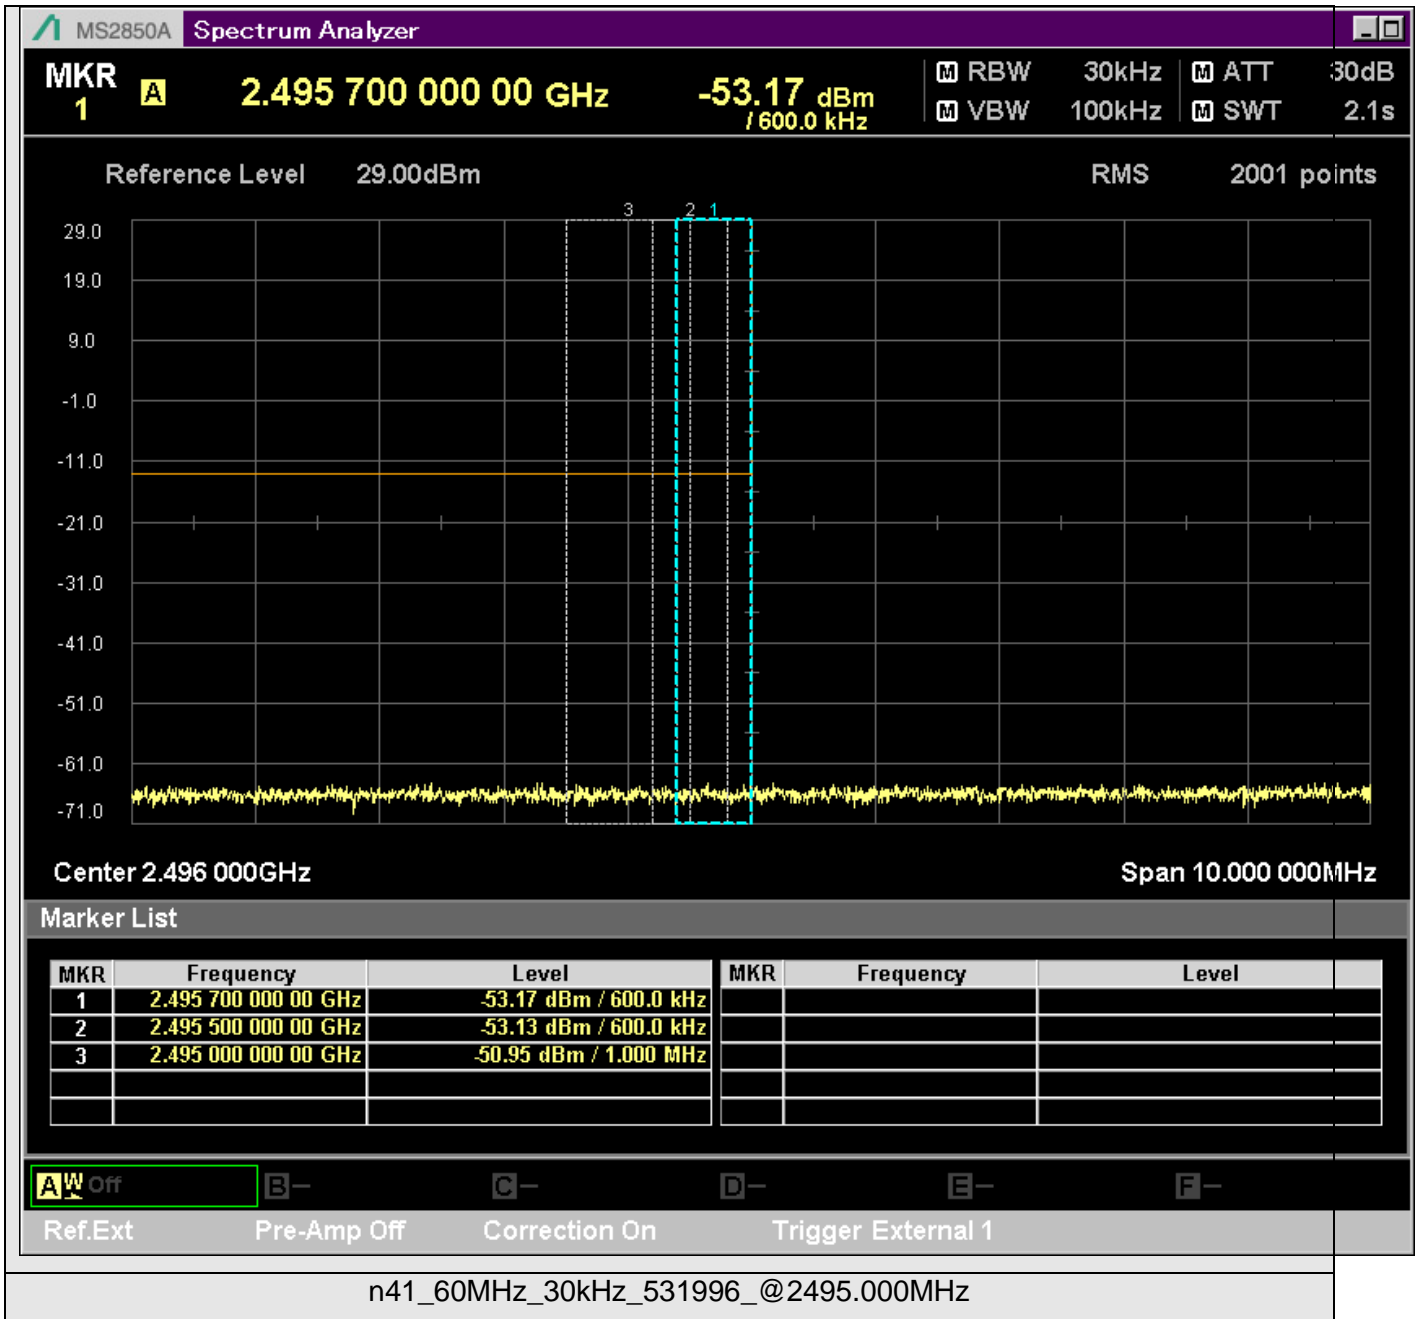 MS2850A Spectrum Analyzer
MKR 1 A 2.495 700 000 00 GHz -53.17 dBm / 600.0 kHz
M RBW 30kHz M ATT 30dB
M VBW 100kHz M SWT 2.1s
Reference Level 29.00dBm RMS 2001 points
3 2 1
29.0
19.0
9.0
-1.0
-11.0
-21.0
-31.0
-41.0
-51.0
-61.0
-71.0
Center 2.496 000GHz Span 10.000 000MHz
Marker List
MKR Frequency Level MKR Frequency Level
1 2.495 700 000 00 GHz -53.17 dBm / 600.0 kHz
2 2.495 500 000 00 GHz -53.13 dBm / 600.0 kHz
3 2.495 000 000 00 GHz -50.95 dBm / 1.000 MHz
A W Off B – C – D – E – F –
Ref.Ext Pre-Amp Off Correction On Trigger External 1
n41_60MHz_30kHz_531996_@2495.000MHz